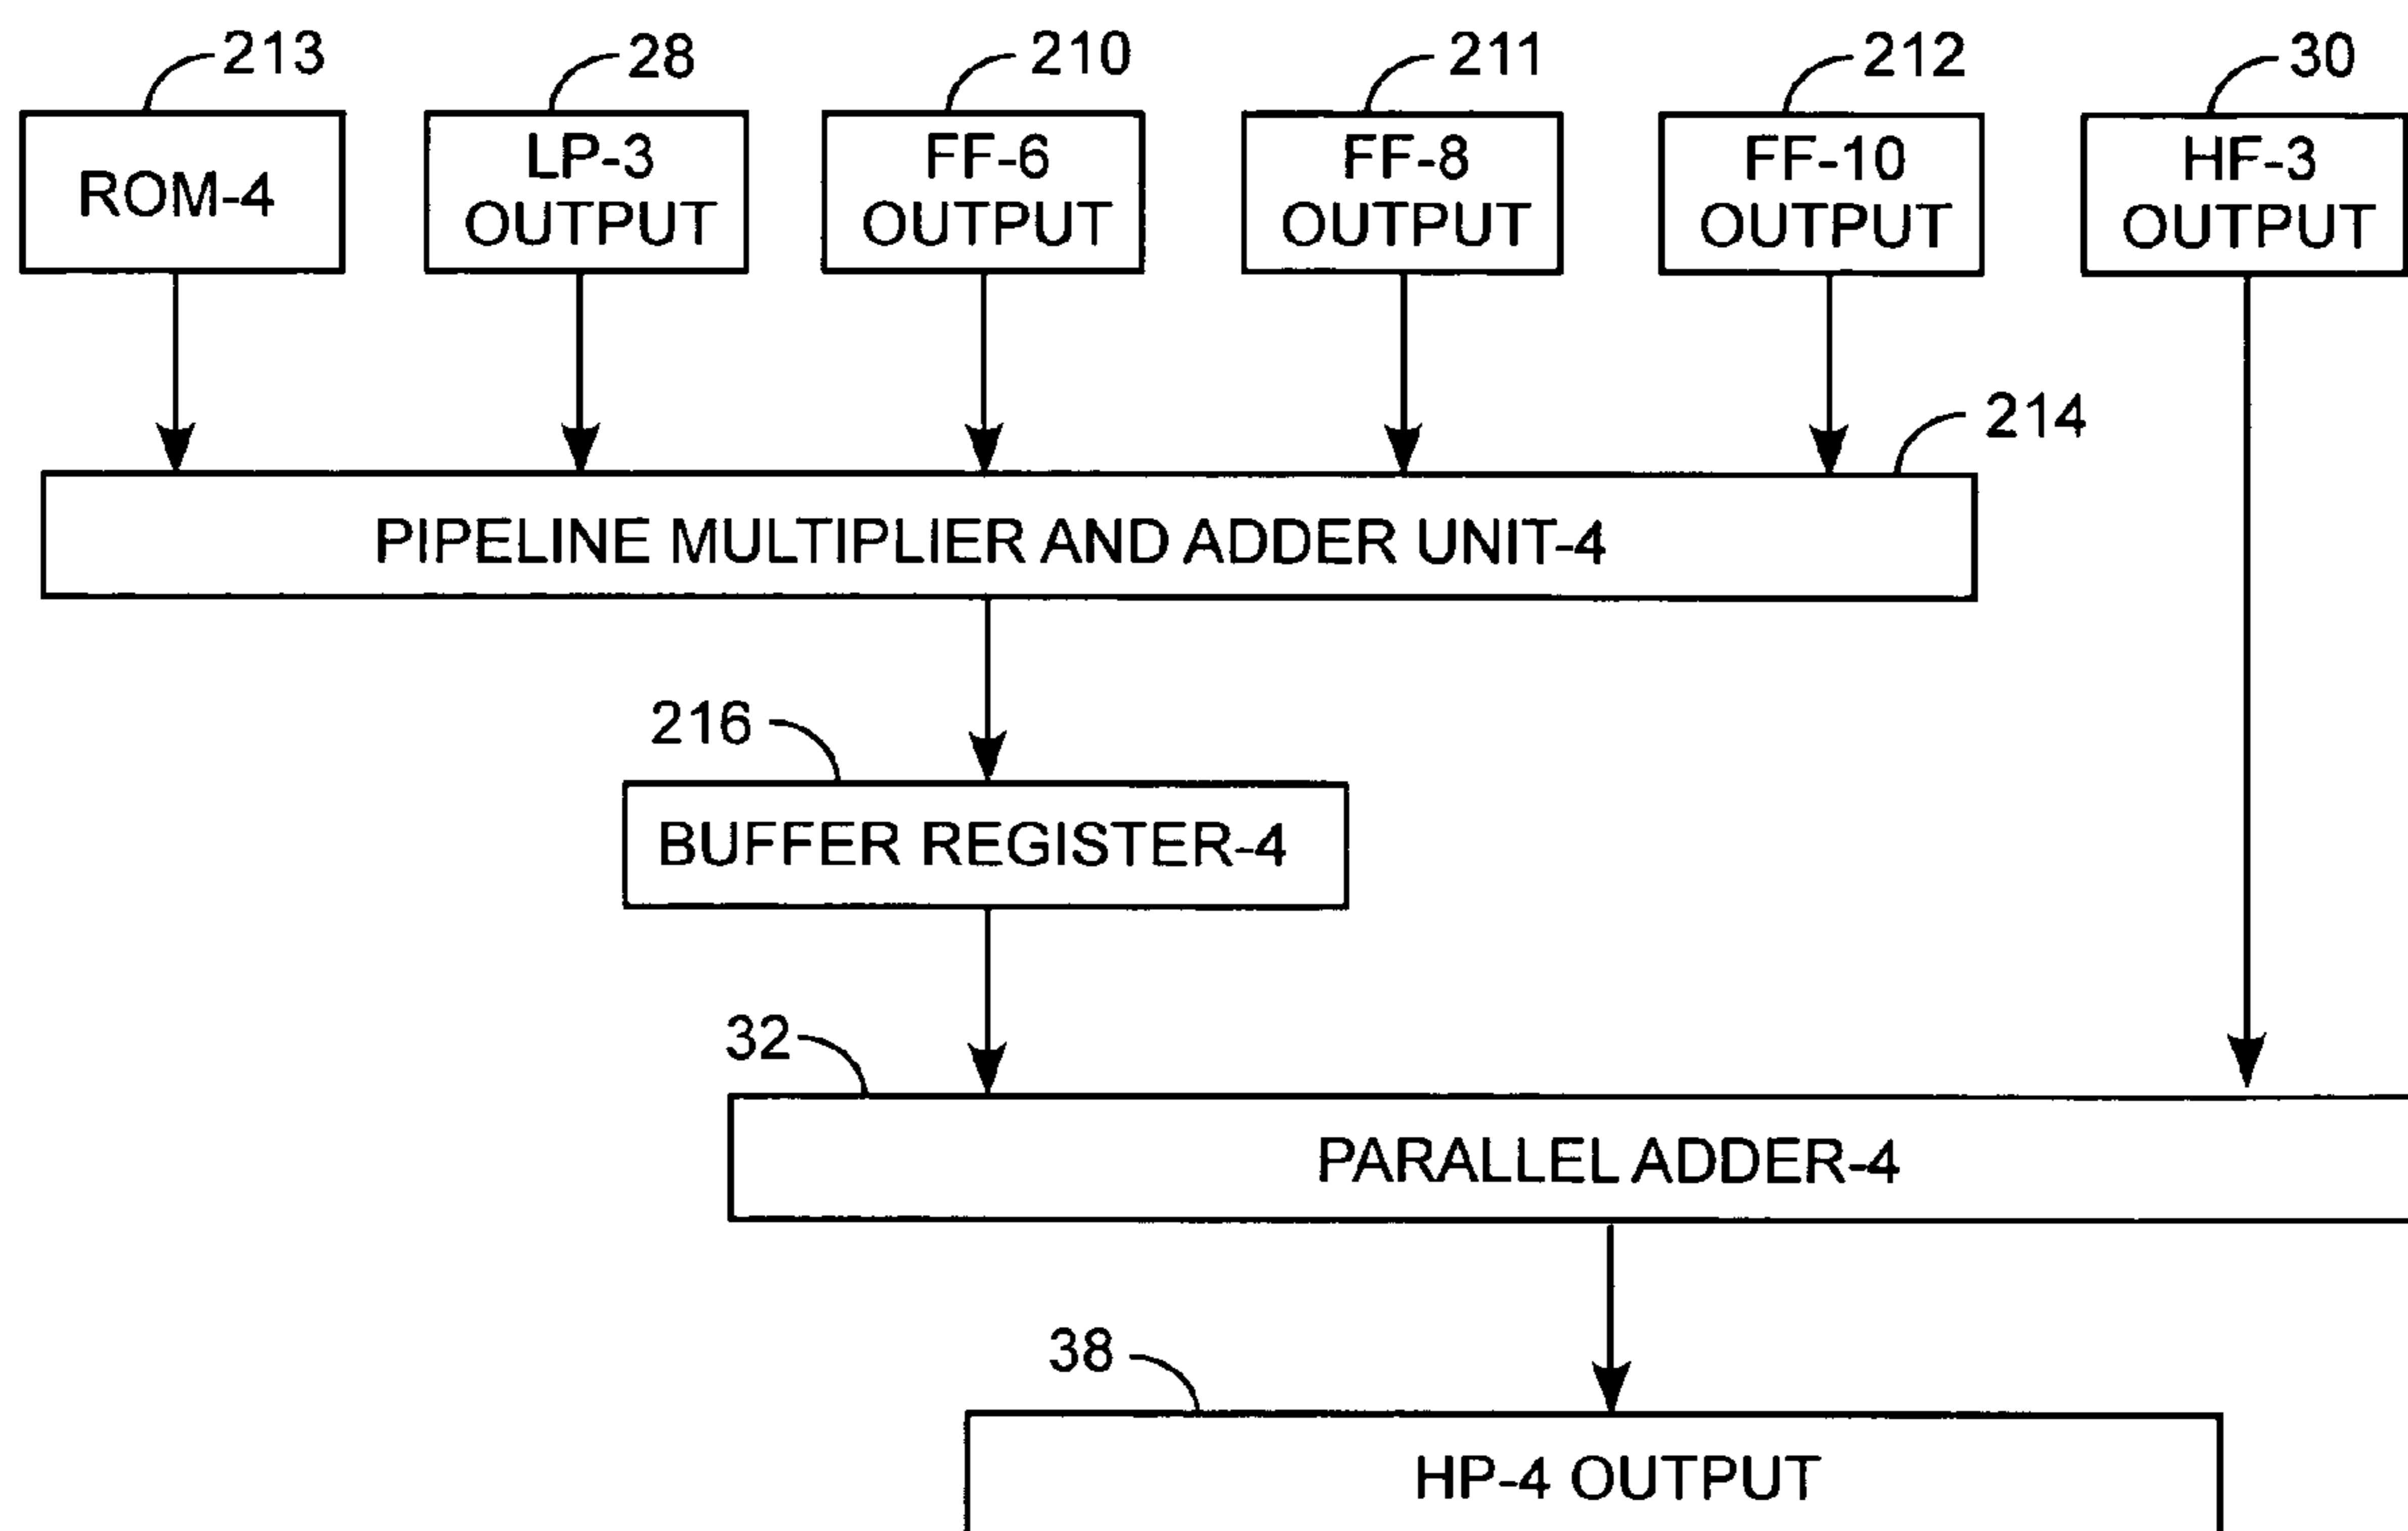 213
28
210
211
212
30
ROM-4
LP-3
OUTPUT
FF-6
OUTPUT
FF-8
OUTPUT
FF-10
OUTPUT
HF-3
OUTPUT
214
PIPELINE MULTIPLIER AND ADDER UNIT-4
216
BUFFER REGISTER-4
32
PARALLEL ADDER-4
38
HP-4 OUTPUT